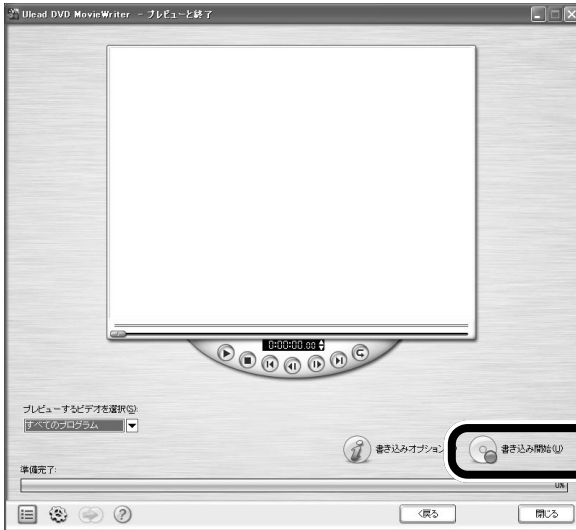 Ulead DVD MovieWriter - プレビューと終了
0:00:00.00
プレビューするビデオを選択(S):
すべてのプログラム
書き込みオプション
書き込み開始(U)
準備完了:
0%
<戻る
閉じる